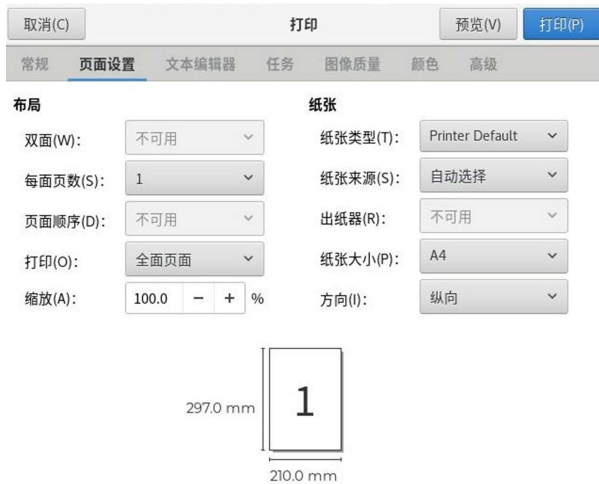 取消(C) 打印 预览(V) 打印(P)
常规 页面设置 文本编辑器 任务 图像质量 颜色 高级
布局 纸张
双面(W): 不可用 纸张类型(T): Printer Default
每面页数(S): 1 纸张来源(S): 自动选择
页面顺序(D): 不可用 出纸器(R): 不可用
打印(O): 全面页面 纸张大小(P): A4
缩放(A): 100.0 − + % 方向(I): 纵向
1
297.0 mm
210.0 mm